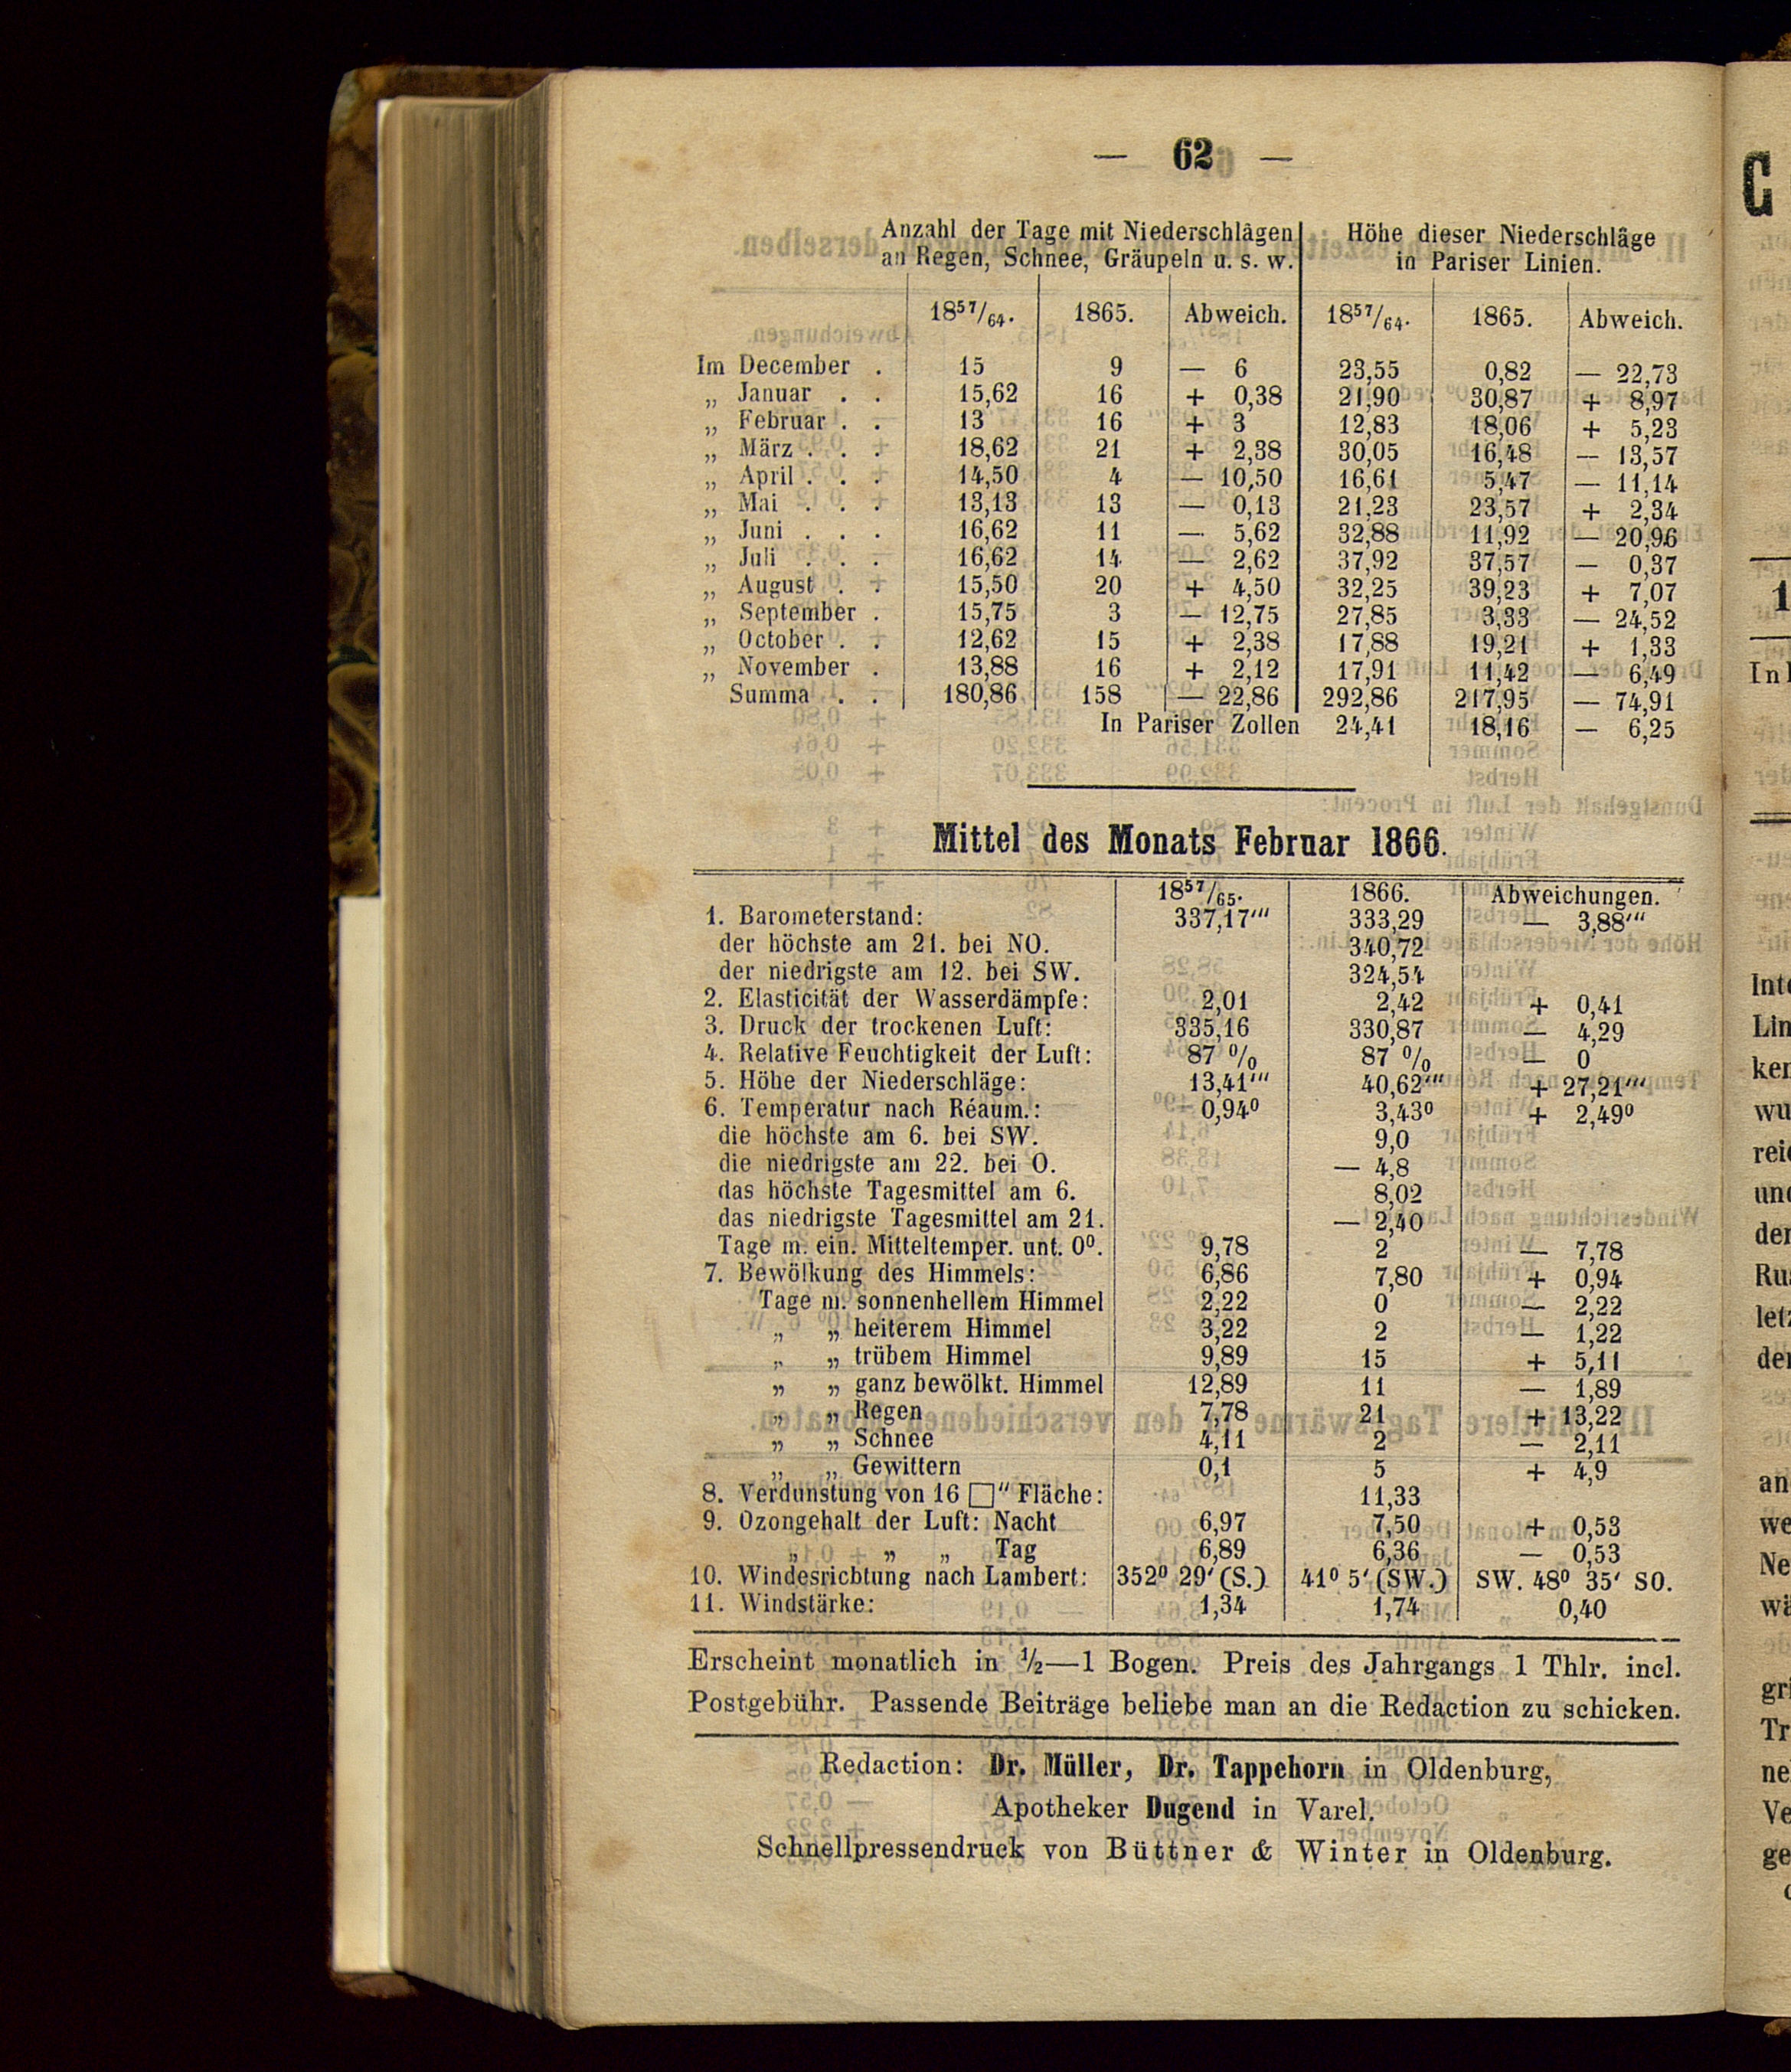 — 62 —
Anzahl der Tage mit Niederschlägen Höhe dieser Niederschläge
an Regen, Schnee, Gräupeln u. s. w. in Pariser Linien.
18⁵⁷/₆₄. 1865. Abweich. 18⁵⁷/₆₄. 1865. Abweich.
Im December . 15 9 — 6 23,55 0,82 — 22,73
„ Januar . . 15,62 16 + 0,38 21,90 30,87 + 8,97
„ Februar . . 13 16 + 3 12,83 18,06 + 5,23
„ März . . . 18,62 21 + 2,38 30,05 16,48 — 13,57
„ April . . . 14,50 4 — 10,50 16,61 5,47 — 11,14
„ Mai . . . 13,13 13 — 0,13 21,23 23,57 + 2,34
„ Juni . . . 16,62 11 — 5,62 32,88 11,92 — 20,96
„ Juli . . . 16,62 14 — 2,62 37,92 37,57 — 0,37
„ August . . 15,50 20 + 4,50 32,25 39,23 + 7,07
„ September . 15,75 3 — 12,75 27,85 3,33 — 24,52
„ October . . 12,62 15 + 2,38 17,88 19,21 + 1,33
„ November . 13,88 16 + 2,12 17,91 11,42 — 6,49
Summa . . 180,86 158 — 22,86 292,86 217,95 — 74,91
In Pariser Zollen 24,41 18,16 — 6,25
Mittel des Monats Februar 1866.
18⁵⁷/₆₅. 1866. Abweichungen.
1. Barometerstand: 337,17‴ 333,29 — 3,88‴
der höchste am 21. bei NO. 340,72
der niedrigste am 12. bei SW. 324,54
2. Elasticität der Wasserdämpfe: 2,01 2,42 + 0,41
3. Druck der trockenen Luft: 335,16 330,87 — 4,29
4. Relative Feuchtigkeit der Luft: 87 % 87 % — 0
5. Höhe der Niederschläge: 13,41‴ 40,62‴ + 27,21‴
6. Temperatur nach Réaum.: 0,94⁰ 3,43⁰ + 2,49⁰
die höchste am 6. bei SW. 9,0
die niedrigste am 22. bei O. — 4,8
das höchste Tagesmittel am 6. 8,02
das niedrigste Tagesmittel am 21. — 2,40
Tage m. ein. Mitteltemper. unt. 0⁰. 9,78 2 — 7,78
7. Bewölkung des Himmels: 6,86 7,80 + 0,94
Tage m. sonnenhellem Himmel 2,22 0 — 2,22
„ „ heiterem Himmel 3,22 2 — 1,22
„ „ trübem Himmel 9,89 15 + 5,11
„ „ ganz bewölkt. Himmel 12,89 11 — 1,89
„ „ Regen 7,78 21 + 13,22
„ „ Schnee 4,11 2 — 2,11
„ „ Gewittern 0,1 5 + 4,9
8. Verdunstung von 16 □″ Fläche: 11,33
9. Ozongehalt der Luft: Nacht 6,97 7,50 + 0,53
„ „ „ Tag 6,89 6,36 — 0,53
10. Windesrichtung nach Lambert: 352⁰ 29′ (S.) 41⁰ 5′ (SW.) SW. 48⁰ 35′ SO.
11. Windstärke: 1,34 1,74 0,40
Erscheint monatlich in ½—1 Bogen. Preis des Jahrgangs 1 Thlr. incl.
Postgebühr. Passende Beiträge beliebe man an die Redaction zu schicken.
Redaction: Dr. Müller, Dr. Tappehorn in Oldenburg,
Apotheker Dugend in Varel.
Schnellpressendruck von Büttner & Winter in Oldenburg.